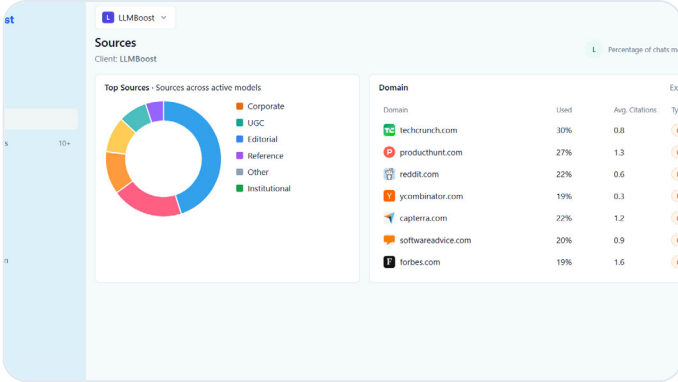 st
L LLMBoost
Sources
Client: LLMBoost
L Percentage of chats m
s 10+
n
Top Sources · Sources across active models
Corporate
UGC
Editorial
Reference
Other
Institutional
Domain Ex
Domain Used Avg. Citations Ty
TC techcrunch.com 30% 0.8
P producthunt.com 27% 1.3
reddit.com 22% 0.6
Y ycombinator.com 19% 0.3
capterra.com 22% 1.2
softwareadvice.com 20% 0.9
F forbes.com 19% 1.6